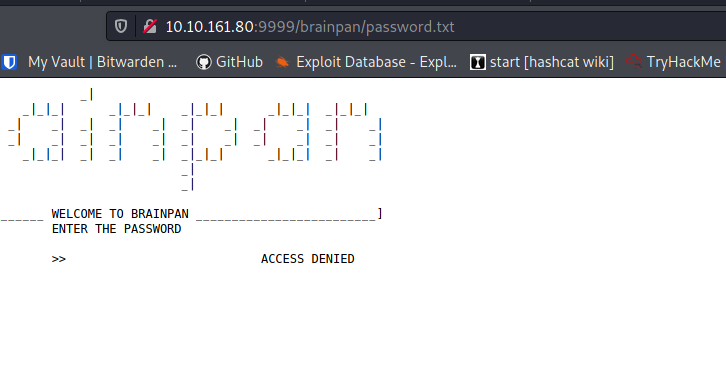 10.10.161.80:9999/brainpan/password.txt
My Vault | Bitwarden ... GitHub Exploit Database - Expl... start [hashcat wiki] TryHackMe
______ WELCOME TO BRAINPAN _________________________]
ENTER THE PASSWORD
>> ACCESS DENIED